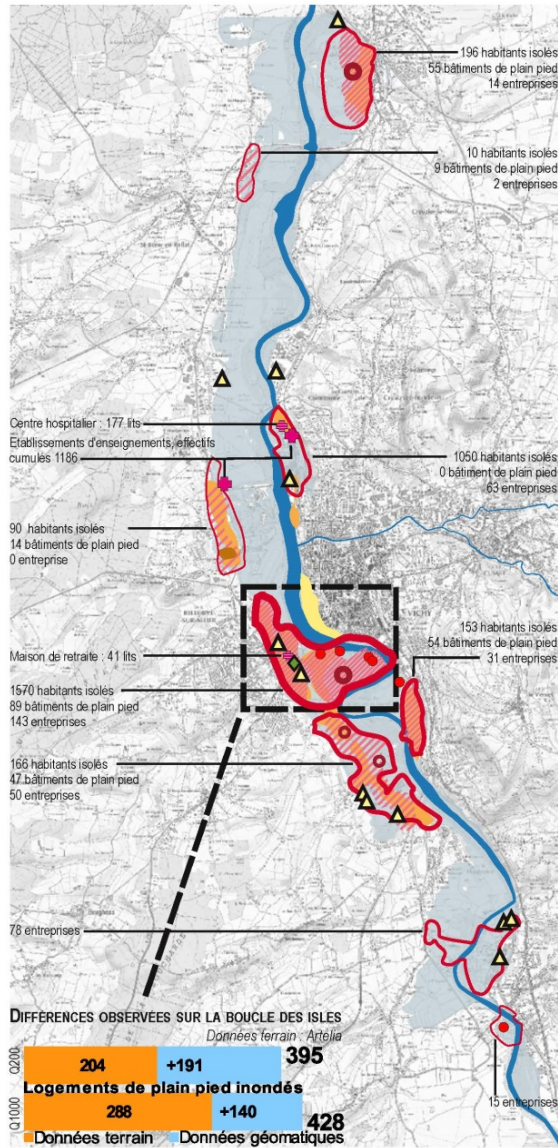 196 habitants isolés
55 bâtiments de plain pied
14 entreprises
10 habitants isolés
9 bâtiments de plain pied
2 entreprises
Centre hospitalier : 177 lits
Etablissements d'enseignements, éfféctifs
cumulés 1186
1050 habitants isolés
0 bâtiment de plain pied
63 entreprises
90 habitants isolés
14 bâtiments de plain pied
0 entreprise
153 habitants isolés
54 bâtiments de plain pied
31 entreprises
Maison de retraite : 41 lits
1570 habitants isolés
89 bâtiments de plain pied
143 entreprises
166 habitants isolés
47 bâtiments de plain pied
50 entreprises
78 entreprises
15 entreprises
DIFFÉRENCES OBSERVÉES SUR LA BOUCLE DES ISLES
Données terrain : Artélia
Q200 204 +191 395
Logements de plain pied inondés
Q1000 288 +140 428
Données terrain Données géomatiques